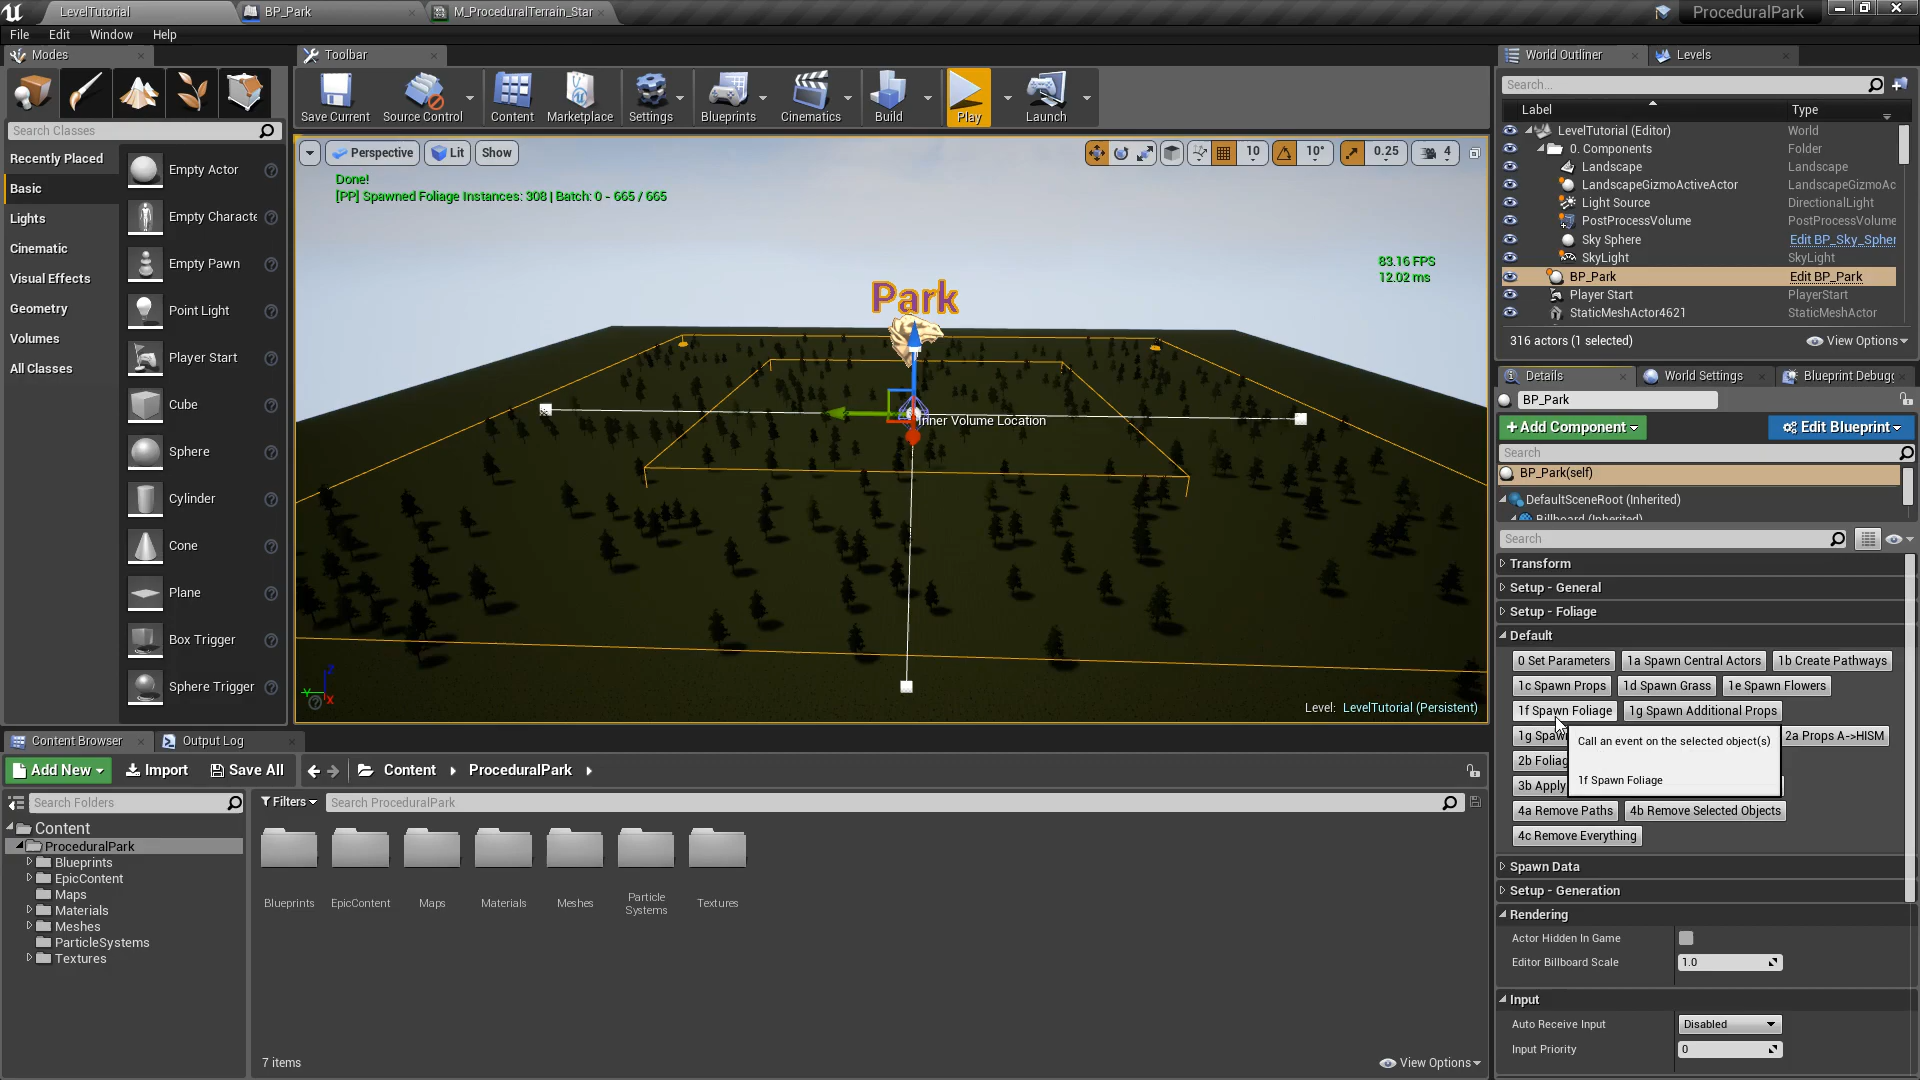 LevelTutorial
BP_Park
M_ProceduralTerrain_Star
ProceduralPark
File Edit Window Help
Modes
Toolbar
World Outliner
Levels
Save Current
Source Control
Content
Marketplace
Settings
Blueprints
Cinematics
Build
Play
Launch
Search Classes
Recently Placed
Basic
Lights
Cinematic
Visual Effects
Geometry
Volumes
All Classes
Empty Actor
Empty Characte
Empty Pawn
Point Light
Player Start
Cube
Sphere
Cylinder
Cone
Plane
Box Trigger
Sphere Trigger
Perspective
Lit
Show
10
10°
0.25
4
Done!
[PP] Spawned Foliage Instances: 308 | Batch: 0 - 665 / 665
83.16 FPS
12.02 ms
Park
Inner Volume Location
Z
Y
X
Level: LevelTutorial (Persistent)
Search...
Label Type
LevelTutorial (Editor) World
0. Components Folder
Landscape Landscape
LandscapeGizmoActiveActor LandscapeGizmoAc
Light Source DirectionalLight
PostProcessVolume PostProcessVolume
Sky Sphere Edit BP_Sky_Spher
SkyLight SkyLight
BP_Park Edit BP_Park
Player Start PlayerStart
StaticMeshActor4621 StaticMeshActor
316 actors (1 selected)
View Options
Details
World Settings
Blueprint Debugg
BP_Park
+Add Component
Edit Blueprint
Search
BP_Park(self)
DefaultSceneRoot (Inherited)
Billboard (Inherited)
Search
Transform
Setup - General
Setup - Foliage
Default
0 Set Parameters 1a Spawn Central Actors 1b Create Pathways
1c Spawn Props 1d Spawn Grass 1e Spawn Flowers
1f Spawn Foliage 1g Spawn Additional Props
1g Spaw 2a Props A->HISM
2b Foliag
3b Apply
Call an event on the selected object(s)
1f Spawn Foliage
4a Remove Paths 4b Remove Selected Objects
4c Remove Everything
Spawn Data
Setup - Generation
Rendering
Actor Hidden In Game
Editor Billboard Scale 1.0
Input
Auto Receive Input Disabled
Input Priority 0
Content Browser
Output Log
Add New
Import
Save All
Content
ProceduralPark
Search Folders
Filters
Search ProceduralPark
Content
ProceduralPark
Blueprints
EpicContent
Maps
Materials
Meshes
ParticleSystems
Textures
Blueprints
EpicContent
Maps
Materials
Meshes
Particle
Systems
Textures
7 items
View Options